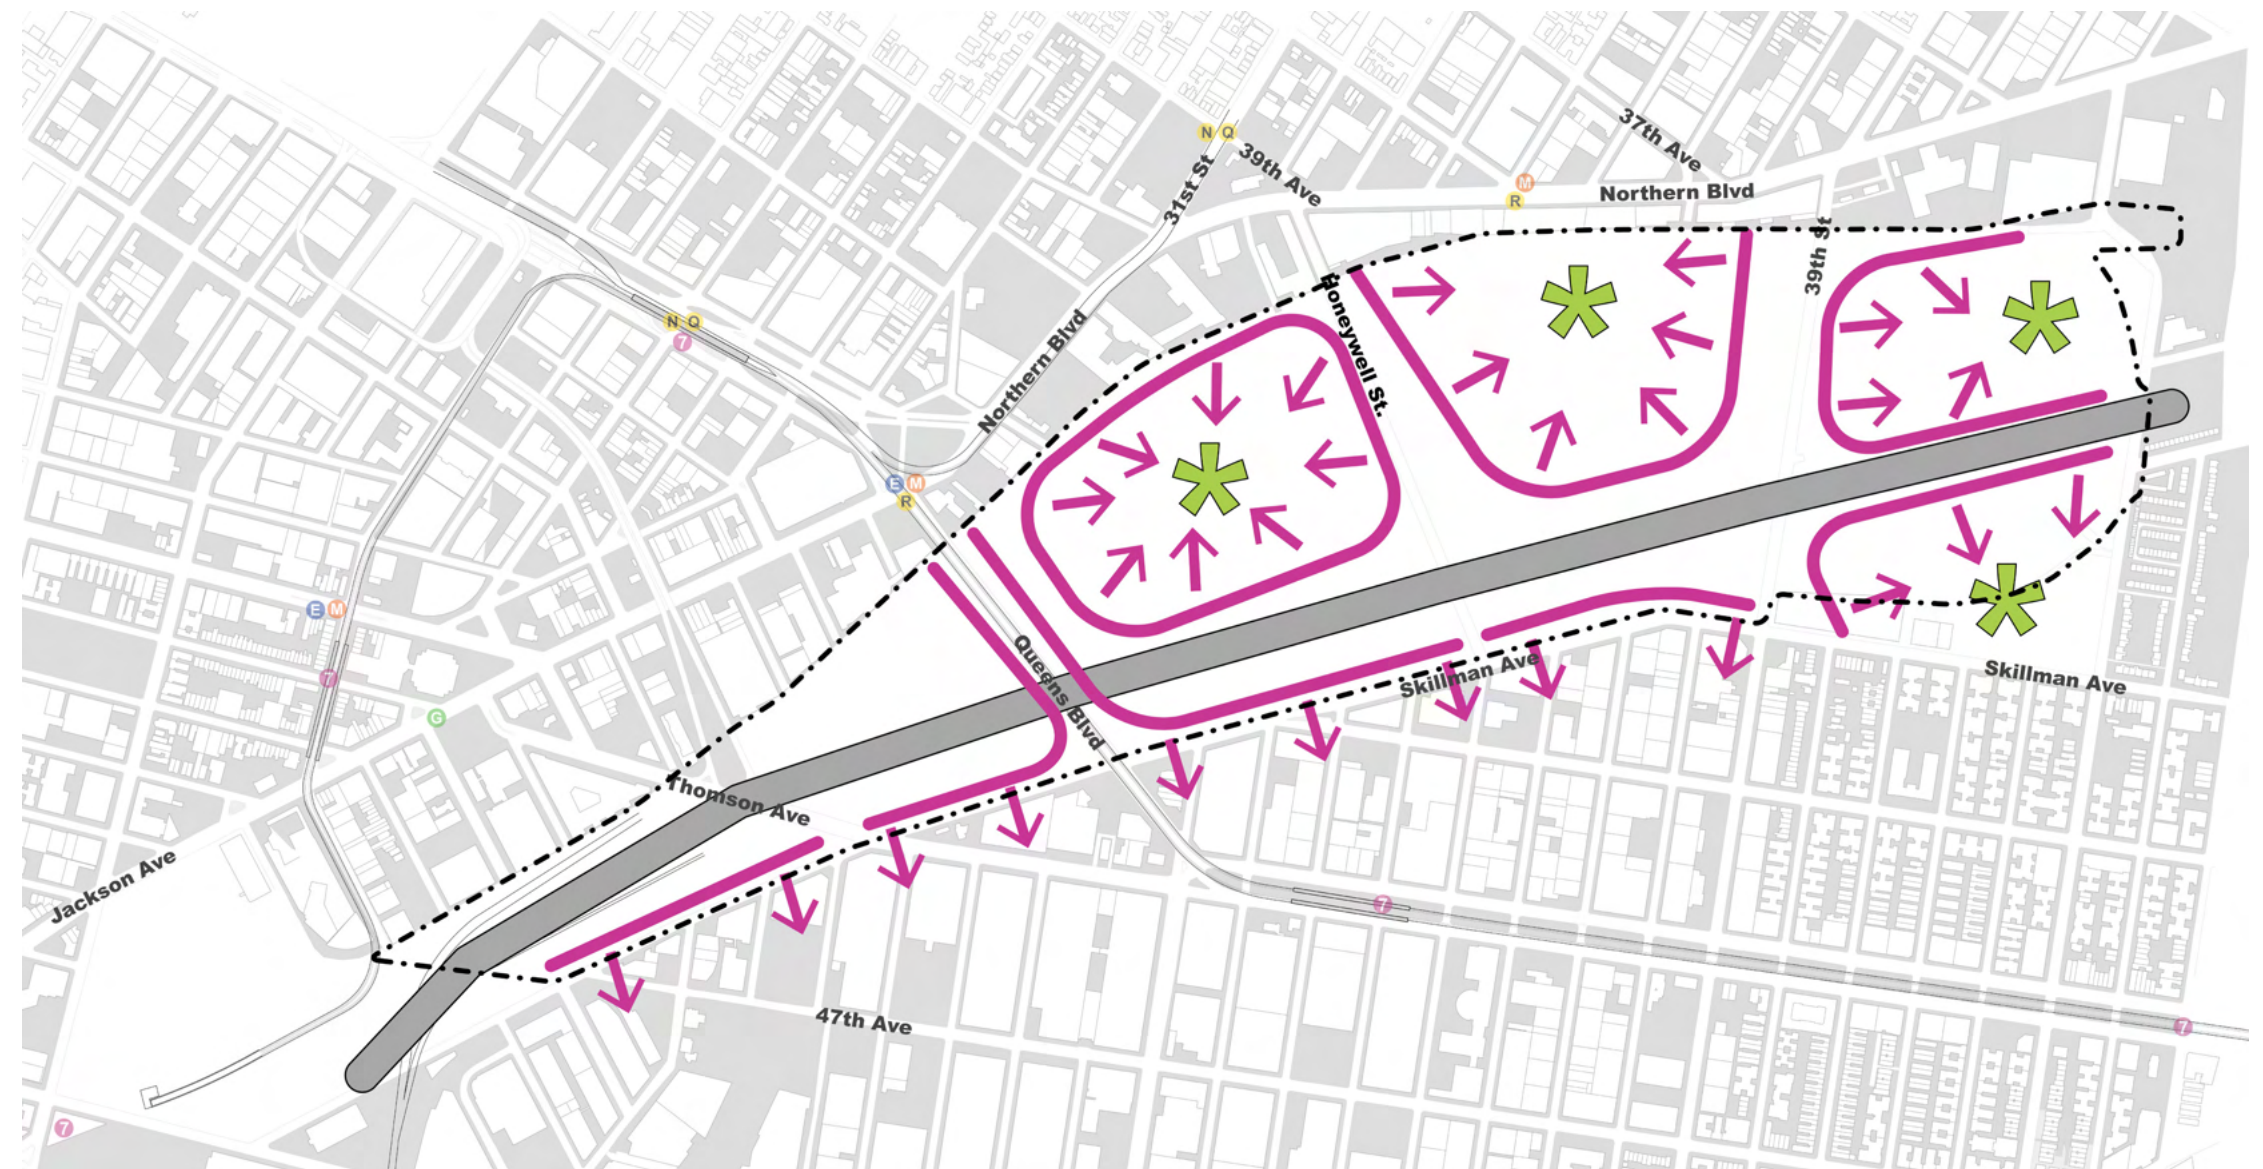 37th Ave
N Q
39th Ave
M
R
Northern Blvd
31st St
39th St
Honeywell St.
N Q
7
Northern Blvd
E M
R
E M
7
G
Queens Blvd
Skillman Ave
Skillman Ave
Thomson Ave
Jackson Ave
7
47th Ave
7
7